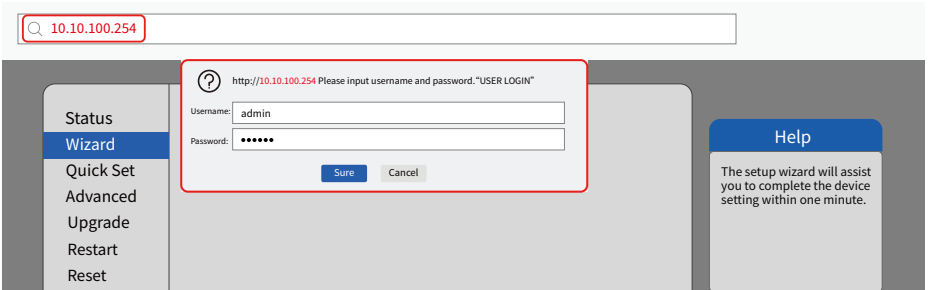 10.10.100.254
http://10.10.100.254 Please input username and password.“USER LOGIN”
Username: admin
Password: ••••••
Sure Cancel
Status
Wizard
Quick Set
Advanced
Upgrade
Restart
Reset
Help
The setup wizard will assist
you to complete the device
setting within one minute.